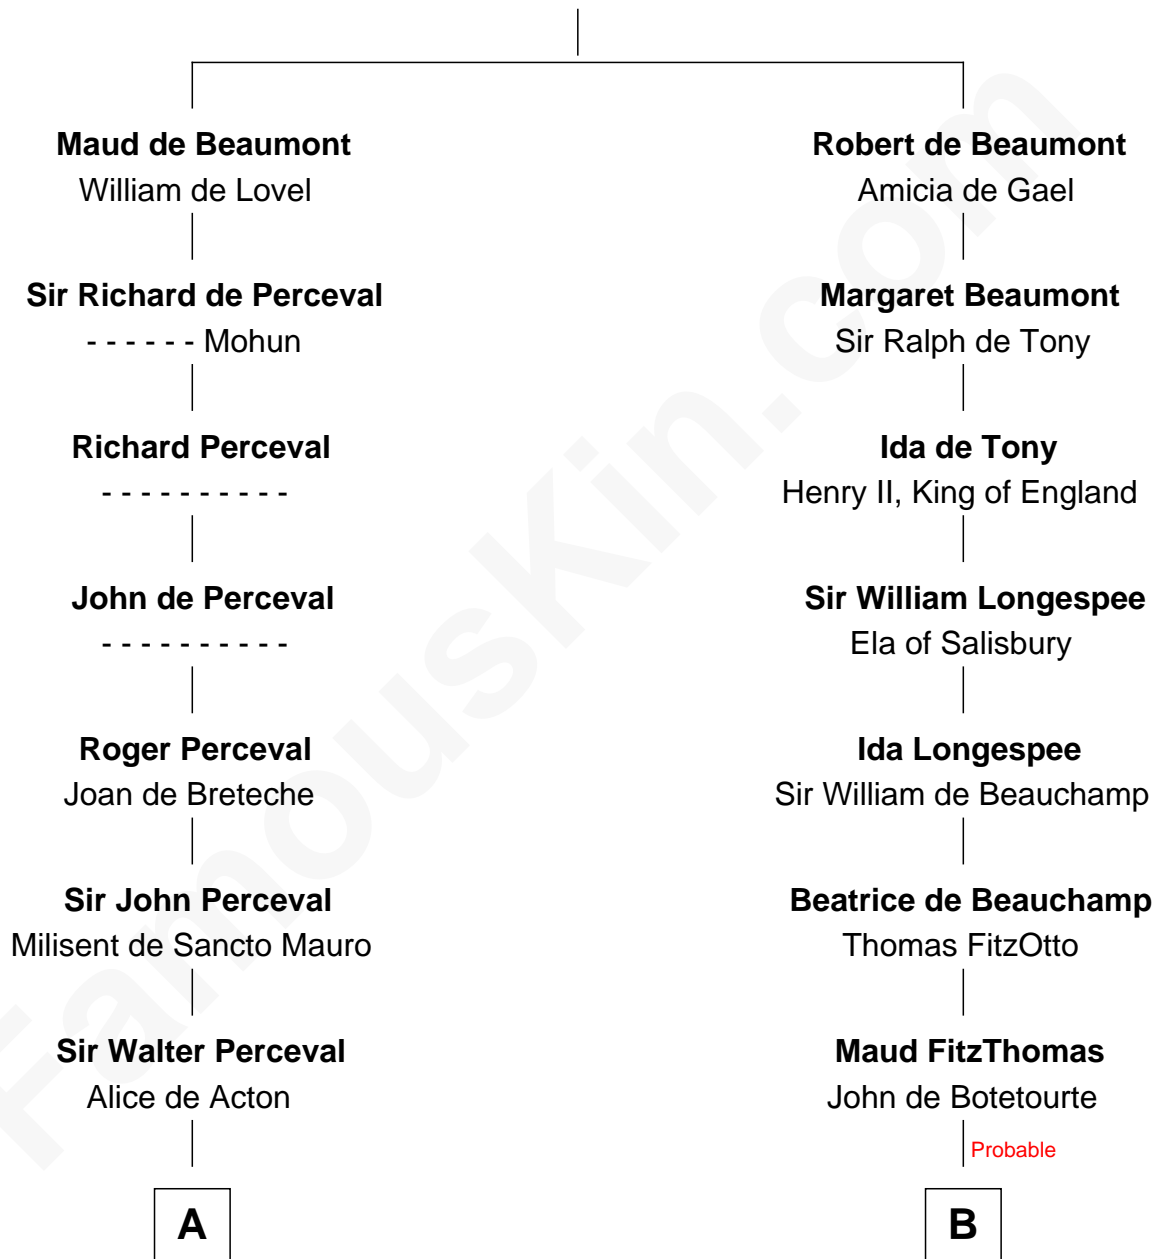 Maud de Beaumont
William de Lovel
Sir Richard de Perceval
- - - - - - Mohun
Richard Perceval
- - - - - - - - - -
John de Perceval
- - - - - - - - - -
Roger Perceval
Joan de Breteche
Sir John Perceval
Milisent de Sancto Mauro
Sir Walter Perceval
Alice de Acton
A
Robert de Beaumont
Amicia de Gael
Margaret Beaumont
Sir Ralph de Tony
Ida de Tony
Henry II, King of England
Sir William Longespee
Ela of Salisbury
Ida Longespee
Sir William de Beauchamp
Beatrice de Beauchamp
Thomas FitzOtto
Maud FitzThomas
John de Botetourte
Probable
B
FamousKin.com